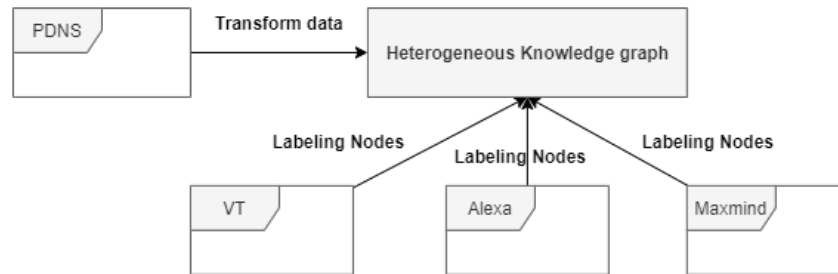 PDNS
Transform data
Heterogeneous Knowledge graph
Labeling Nodes
Labeling Nodes
Labeling Nodes
VT
Alexa
Maxmind